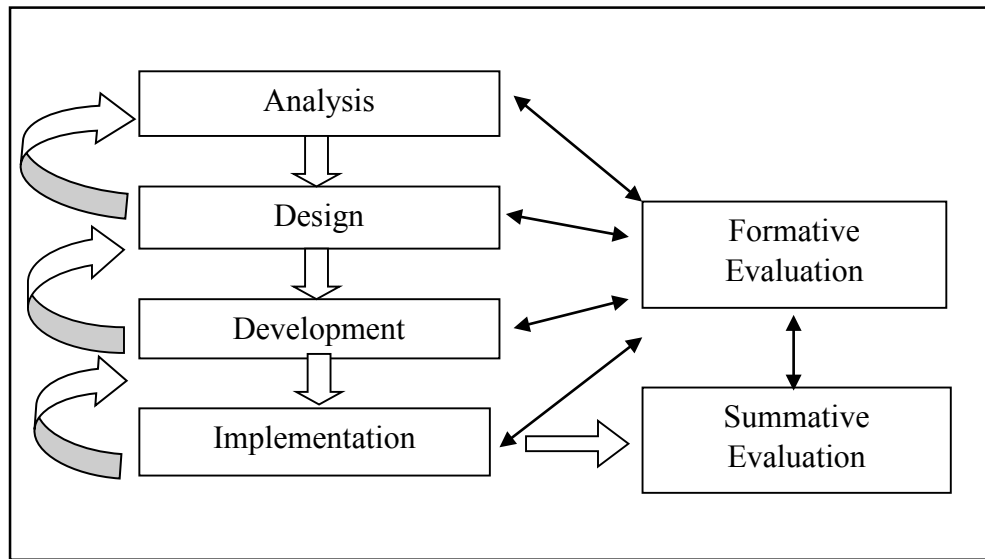 Analysis
Design
Development
Implementation
Formative
Evaluation
Summative
Evaluation